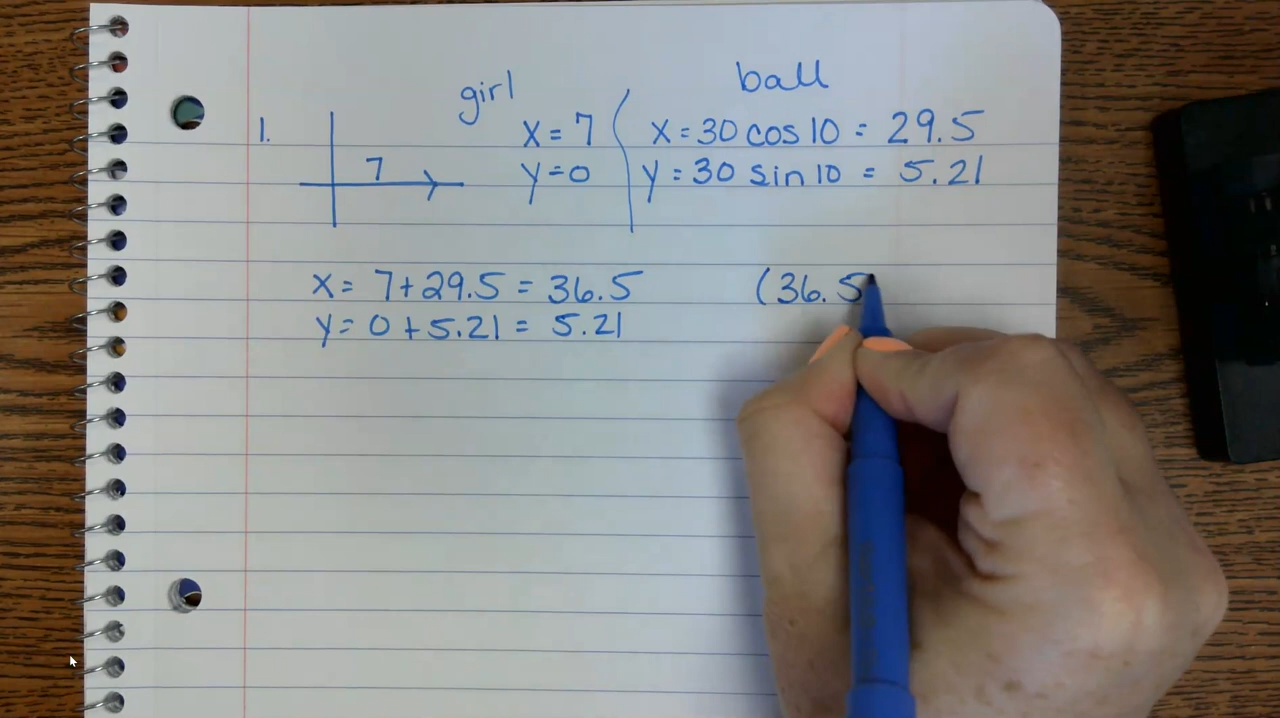 girl ball
1. 7 x = 7 x = 30 cos 10 = 29.5
y = 0 y = 30 sin 10 = 5.21
x = 7 + 29.5 = 36.5 (36.5
y = 0 + 5.21 = 5.21